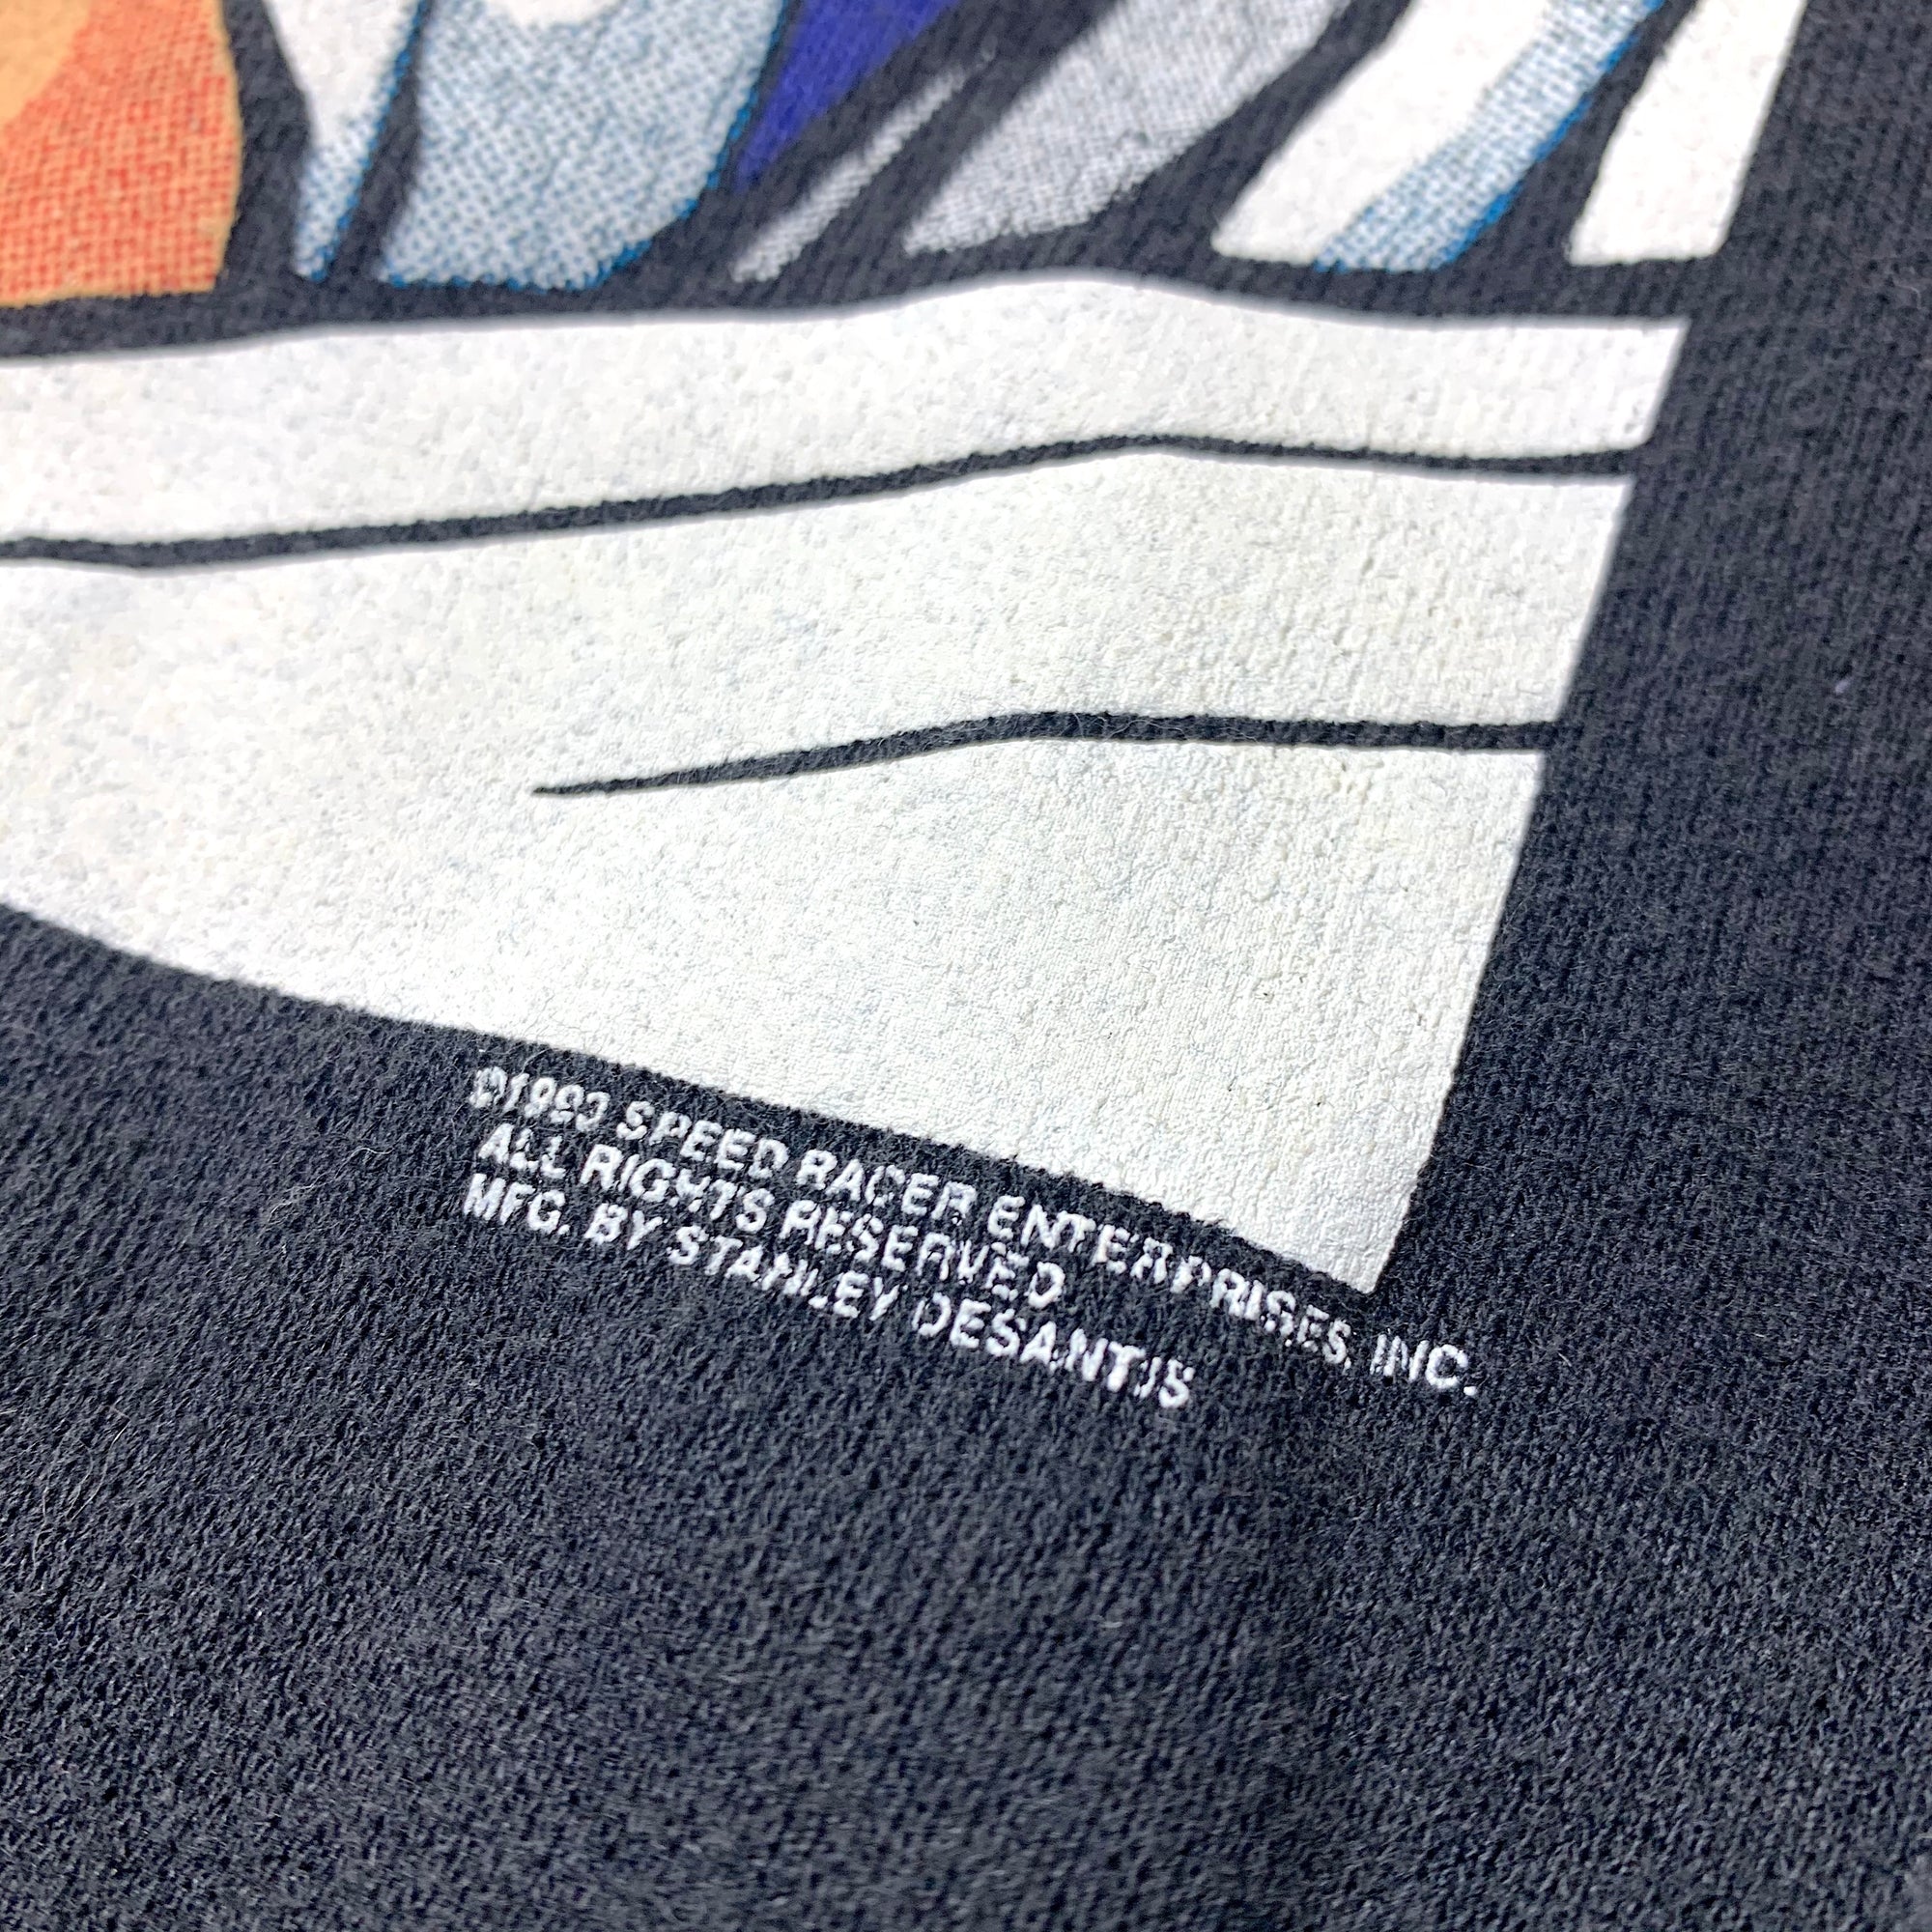 ©1993 SPEED RACER ENTERPRISES, INC.
ALL RIGHTS RESERVED
MFG. BY STANLEY DESANTIS